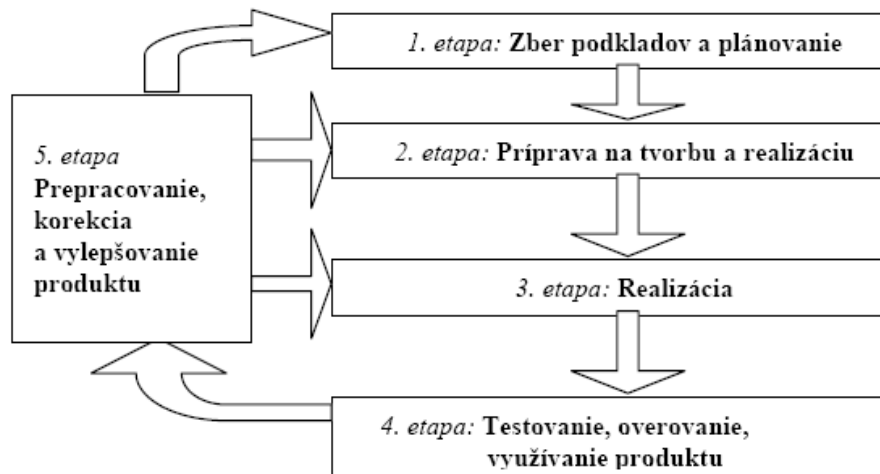 1. etapa: Zber podkladov a plánovanie
2. etapa: Príprava na tvorbu a realizáciu
3. etapa: Realizácia
4. etapa: Testovanie, overovanie,
využívanie produktu
5. etapa
Prepracovanie,
korekcia
a vylepšovanie
produktu